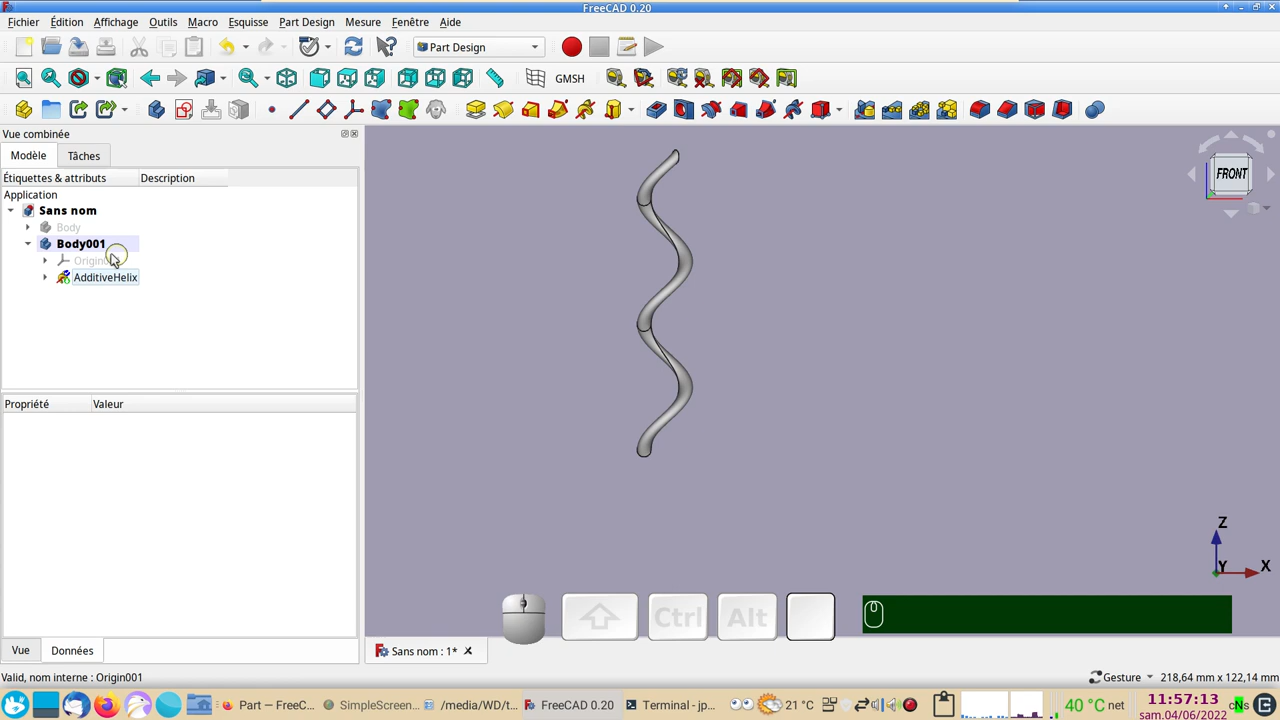 FreeCAD 0.20
Fichier Édition Affichage Outils Macro Esquisse Part Design Mesure Fenêtre Aide
Part Design
GMSH
Vue combinée
Modèle Tâches
Étiquettes & attributs Description
Application
Sans nom
Body
Body001
AdditiveHelix
Propriété Valeur
FRONT
Z
Y X
Ctrl Alt
Vue Données
Sans nom : 1*
Valid, nom interne : Origin001
Gesture 218,64 mm x 122,14 mm
Part — FreeC... SimpleScreen... /media/WD/t... FreeCAD 0.20 Terminal - jp... 21 °C 40 °C net 11:57:13
sam.04/06/2022